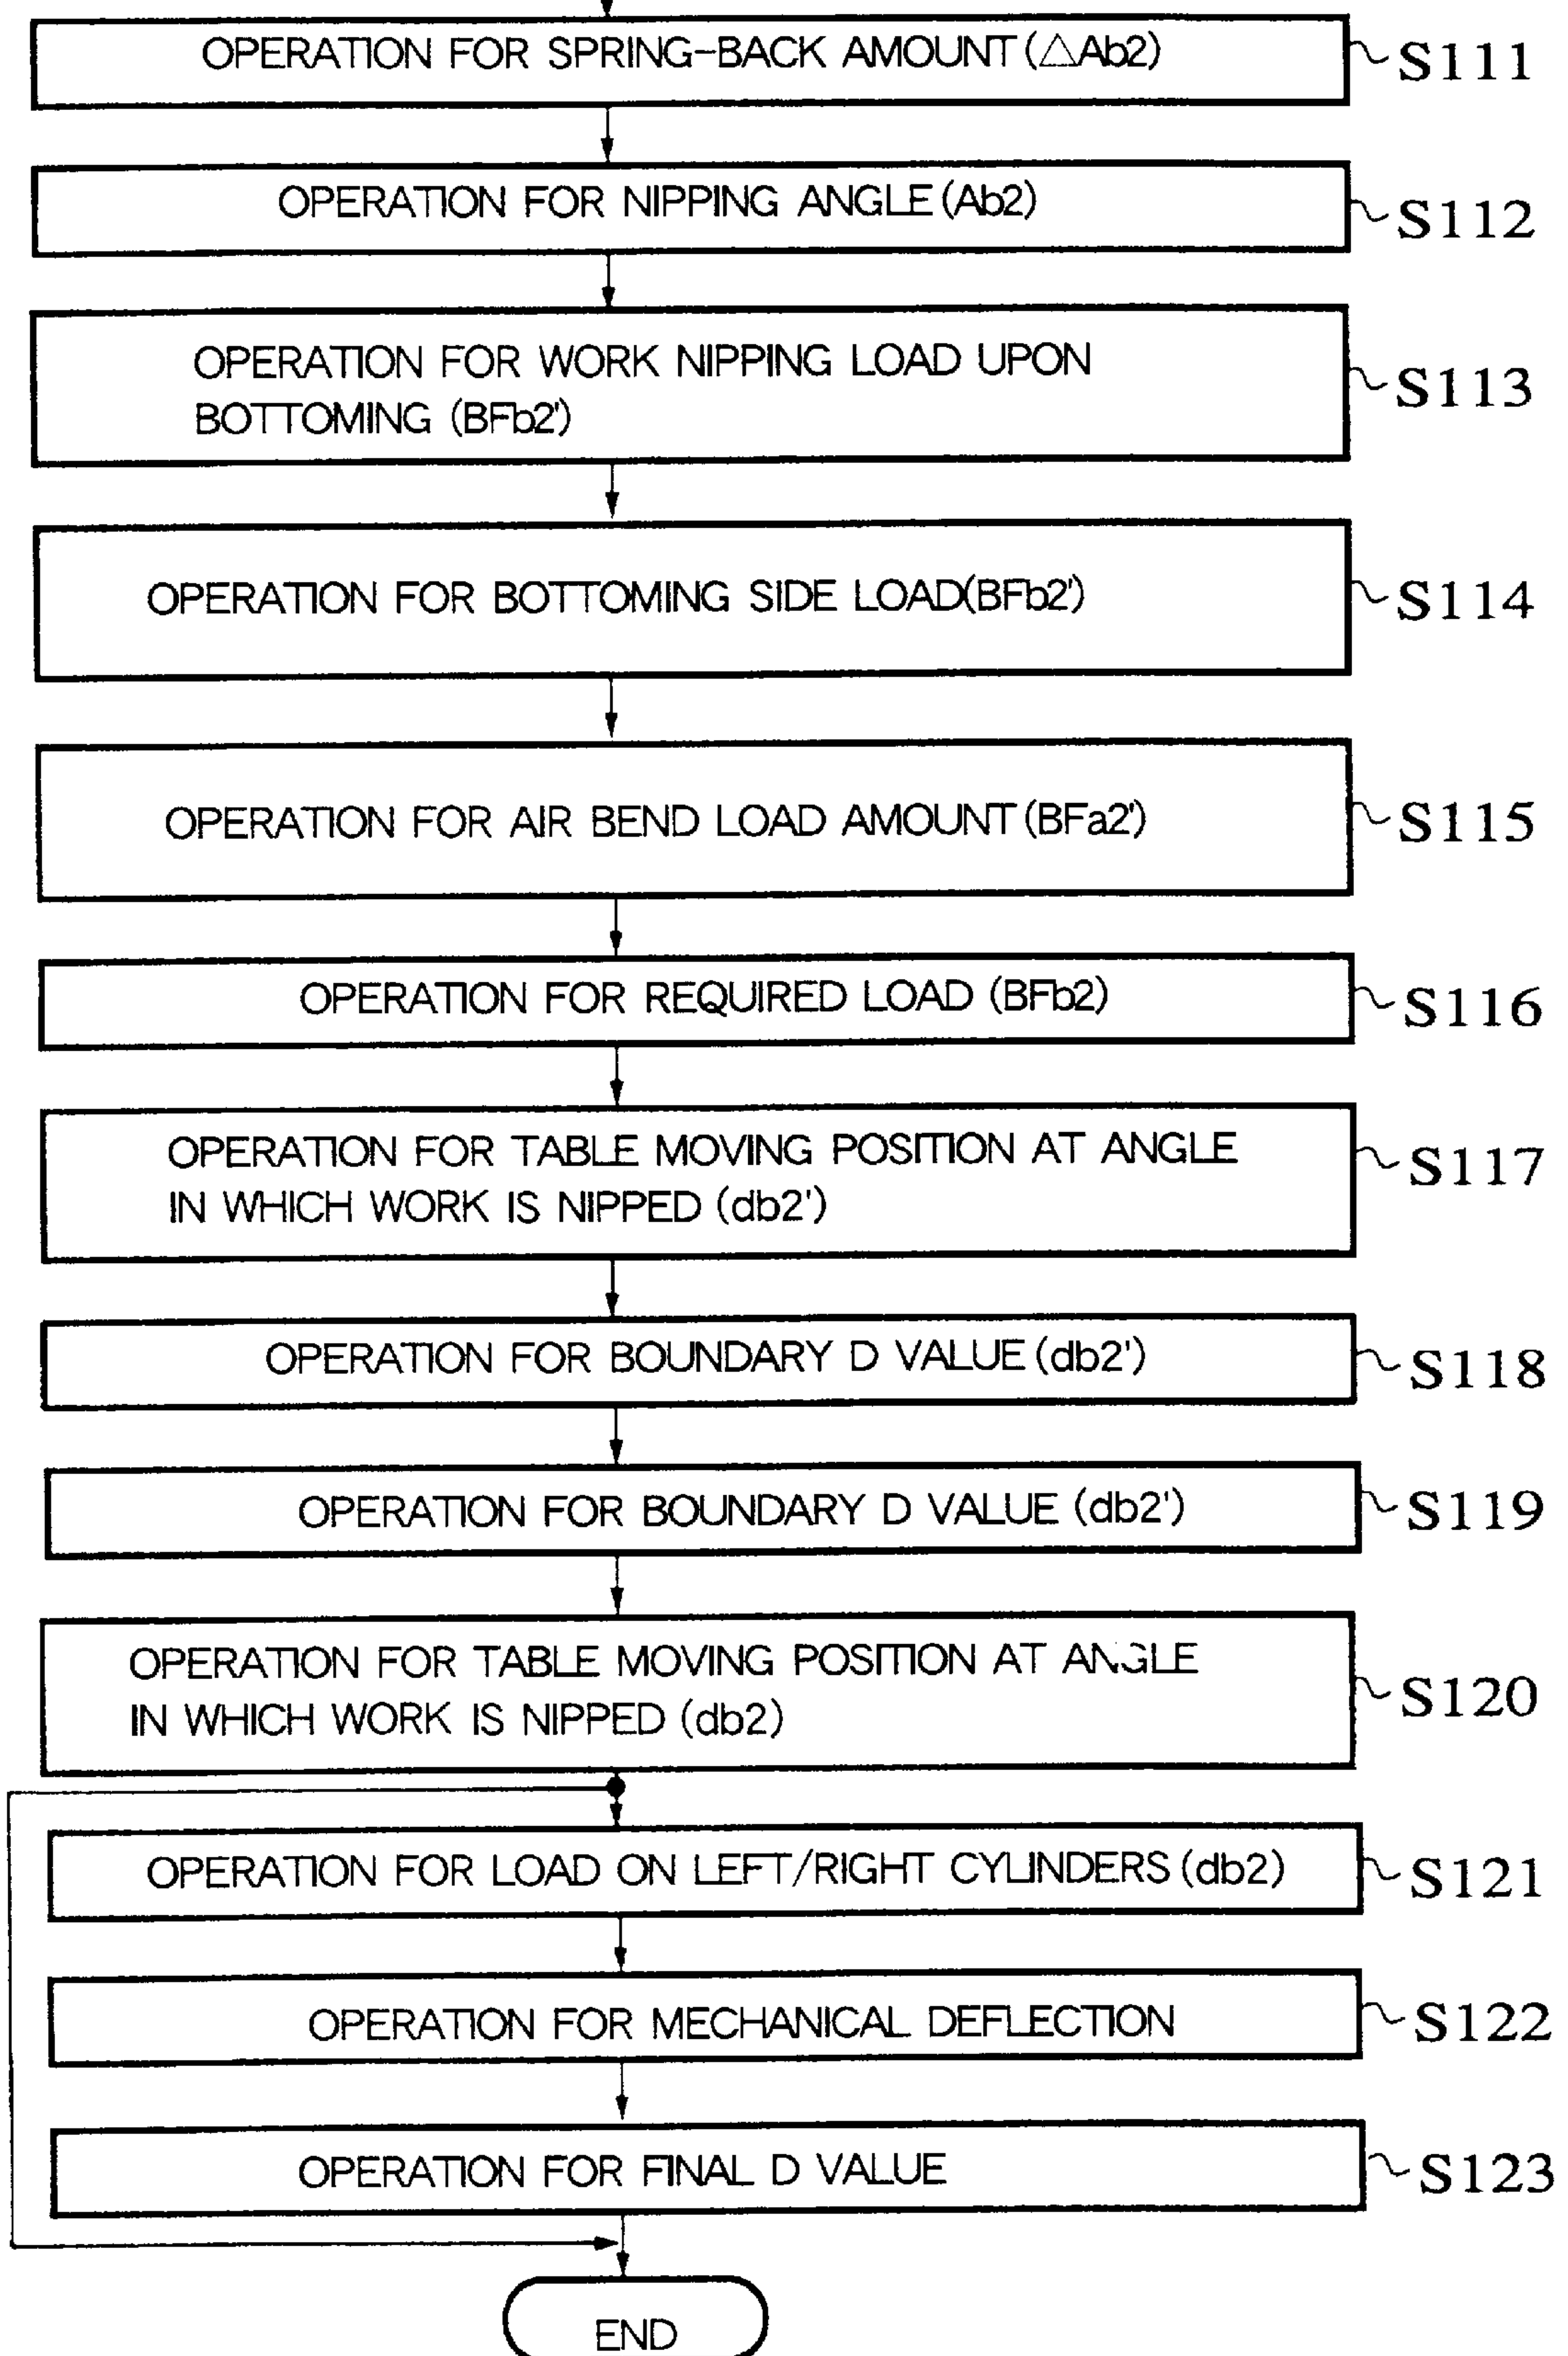 OPERATION FOR SPRING-BACK AMOUNT (△Ab2)
S111
OPERATION FOR NIPPING ANGLE (Ab2)
S112
OPERATION FOR WORK NIPPING LOAD UPON
BOTTOMING (BFb2')
S113
OPERATION FOR BOTTOMING SIDE LOAD(BFb2')
S114
OPERATION FOR AIR BEND LOAD AMOUNT (BFa2')
S115
OPERATION FOR REQUIRED LOAD (BFb2)
S116
OPERATION FOR TABLE MOVING POSITION AT ANGLE
IN WHICH WORK IS NIPPED (db2')
S117
OPERATION FOR BOUNDARY D VALUE (db2')
S118
OPERATION FOR BOUNDARY D VALUE (db2')
S119
OPERATION FOR TABLE MOVING POSITION AT ANGLE
IN WHICH WORK IS NIPPED (db2)
S120
OPERATION FOR LOAD ON LEFT/RIGHT CYLINDERS (db2)
S121
OPERATION FOR MECHANICAL DEFLECTION
S122
OPERATION FOR FINAL D VALUE
S123
END